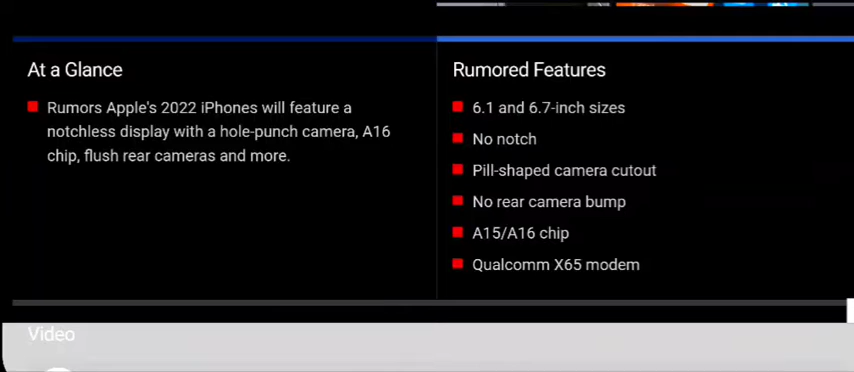 At a Glance
Rumors Apple's 2022 iPhones will feature a
notchless display with a hole-punch camera, A16
chip, flush rear cameras and more.
Rumored Features
6.1 and 6.7-inch sizes
No notch
Pill-shaped camera cutout
No rear camera bump
A15/A16 chip
Qualcomm X65 modem
Video